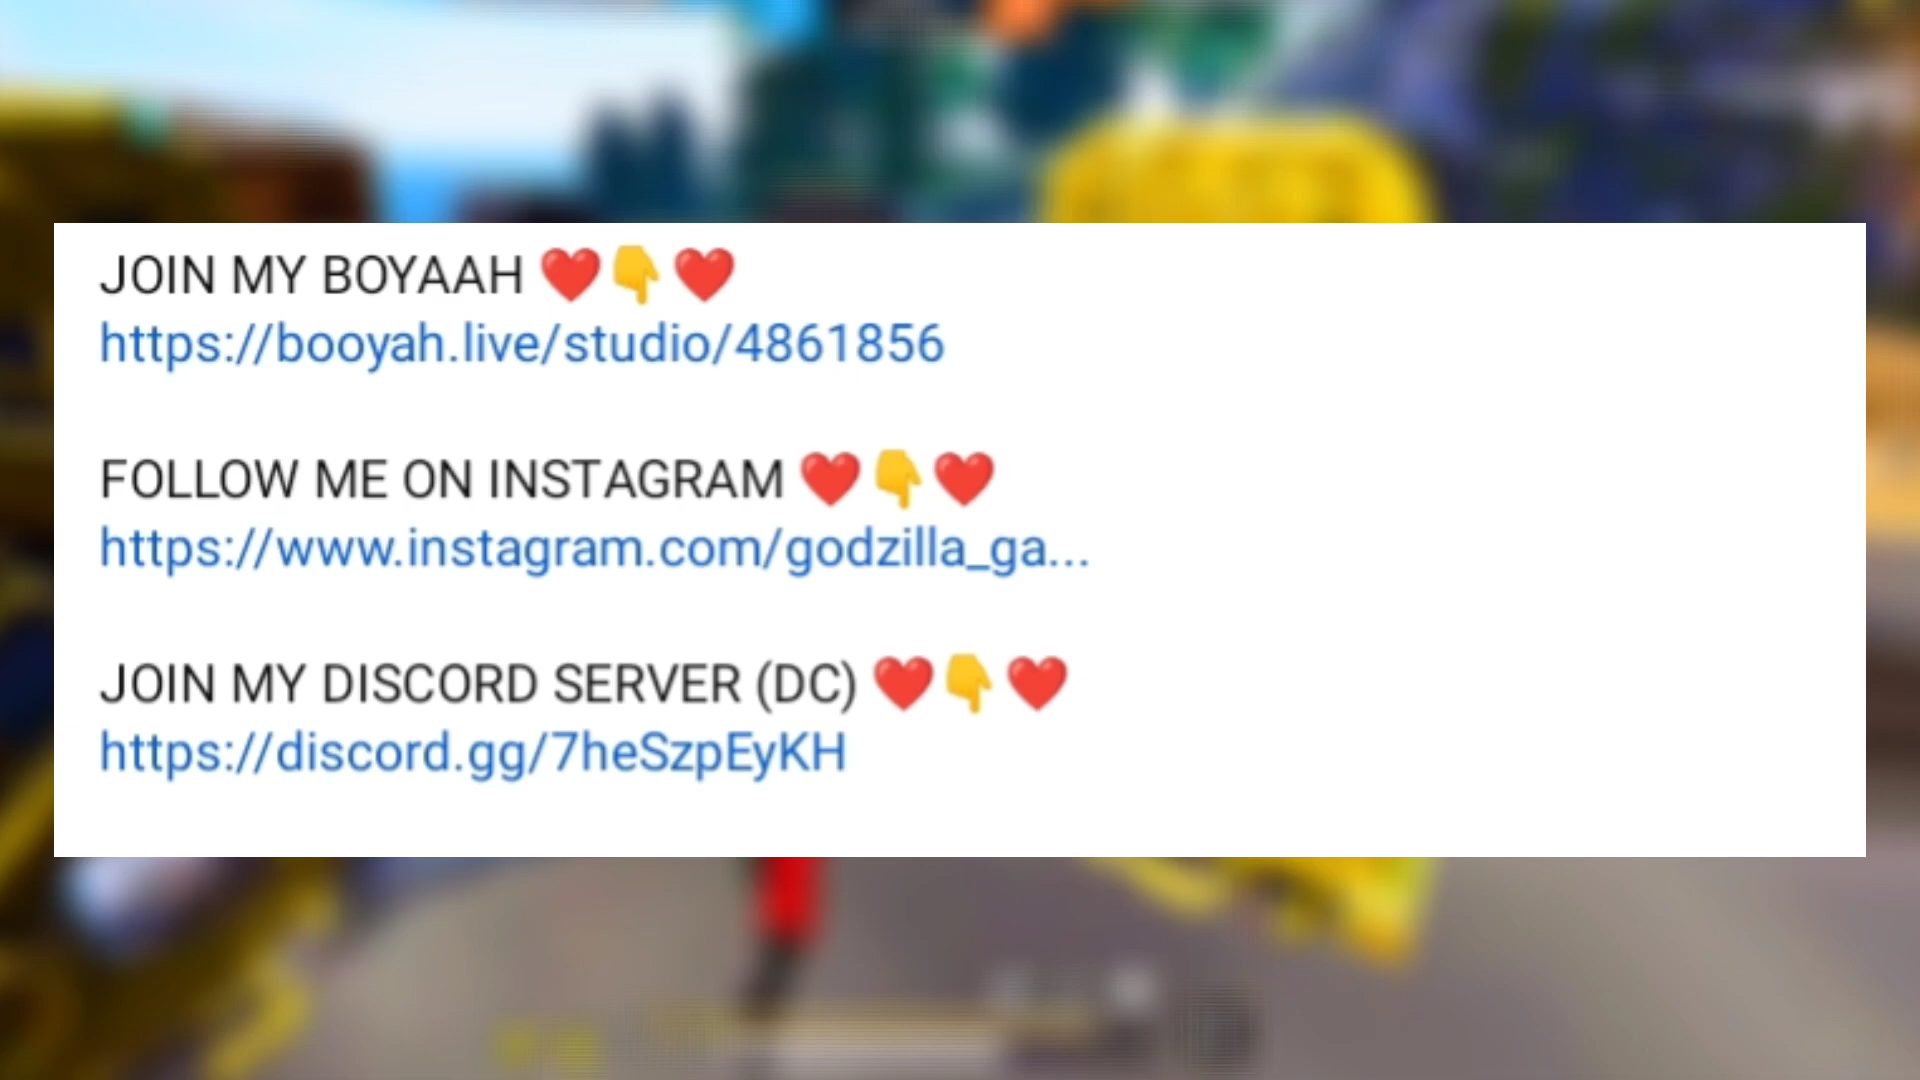 JOIN MY BOYAAH ❤️👇❤️
https://booyah.live/studio/4861856
FOLLOW ME ON INSTAGRAM ❤️👇❤️
https://www.instagram.com/godzilla_ga...
JOIN MY DISCORD SERVER (DC) ❤️👇❤️
https://discord.gg/7heSzpEyKH